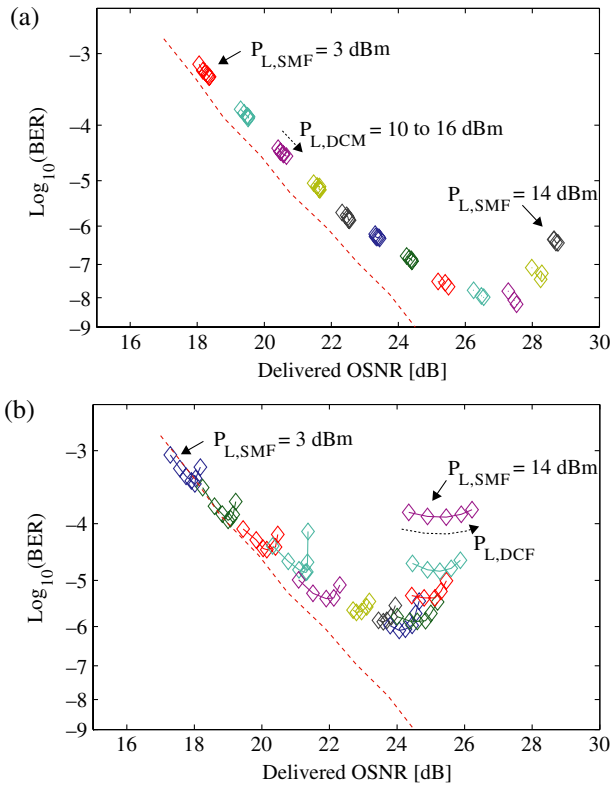 (a)
P_L,SMF = 3 dBm
P_L,DCM = 10 to 16 dBm
P_L,SMF = 14 dBm
Log10(BER)
−3
−4
−5
−6
−7
−8
−9
16 18 20 22 24 26 28 30
Delivered OSNR [dB]
(b)
P_L,SMF = 3 dBm
P_L,SMF = 14 dBm
P_L,DCF
Log10(BER)
−3
−4
−5
−6
−7
−8
−9
16 18 20 22 24 26 28 30
Delivered OSNR [dB]